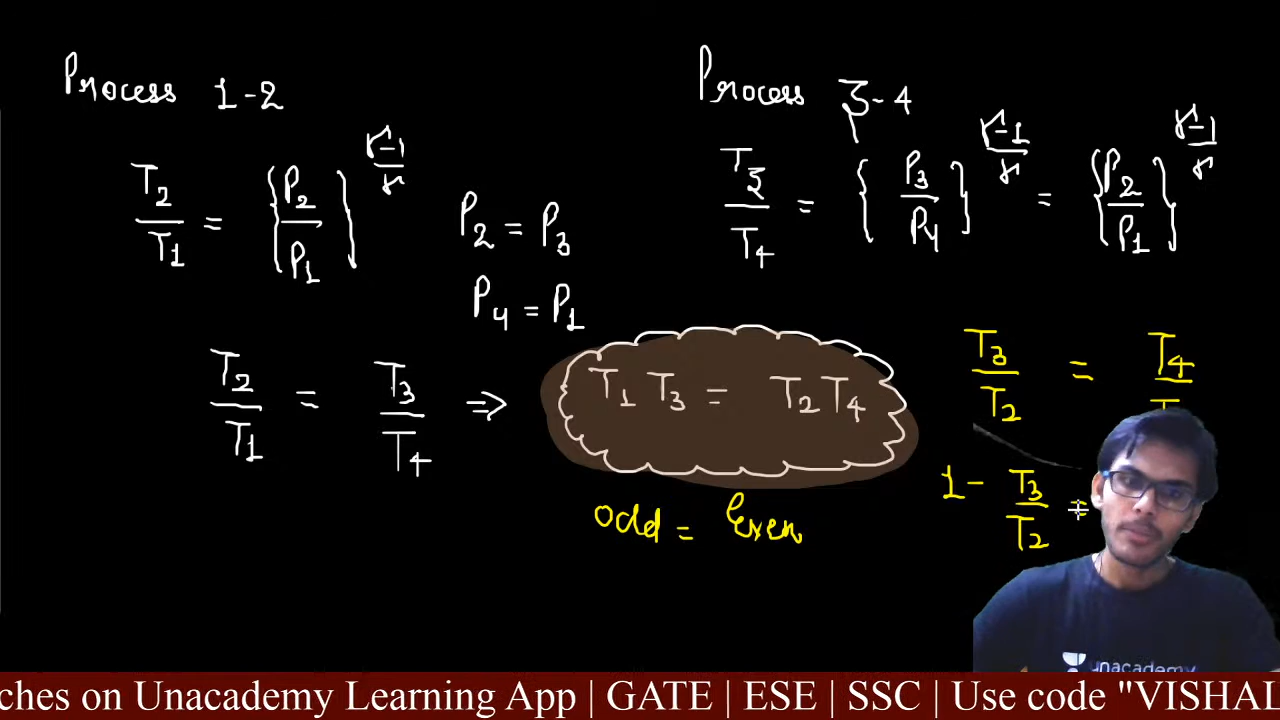 Process 1-2
T2/T1 = {P2/P1}^(γ-1)/γ
P2 = P3
P4 = P1
Process 3-4
T3/T4 = {P3/P4}^(γ-1)/γ = {P2/P1}^(γ-1)/γ
T2/T1 = T3/T4 ⇒ T1 T3 = T2 T4
odd = Even
T3/T2 = T4/
1 - T3/T2 =
unacademy
ches on Unacademy Learning App | GATE | ESE | SSC | Use code "VISHAL